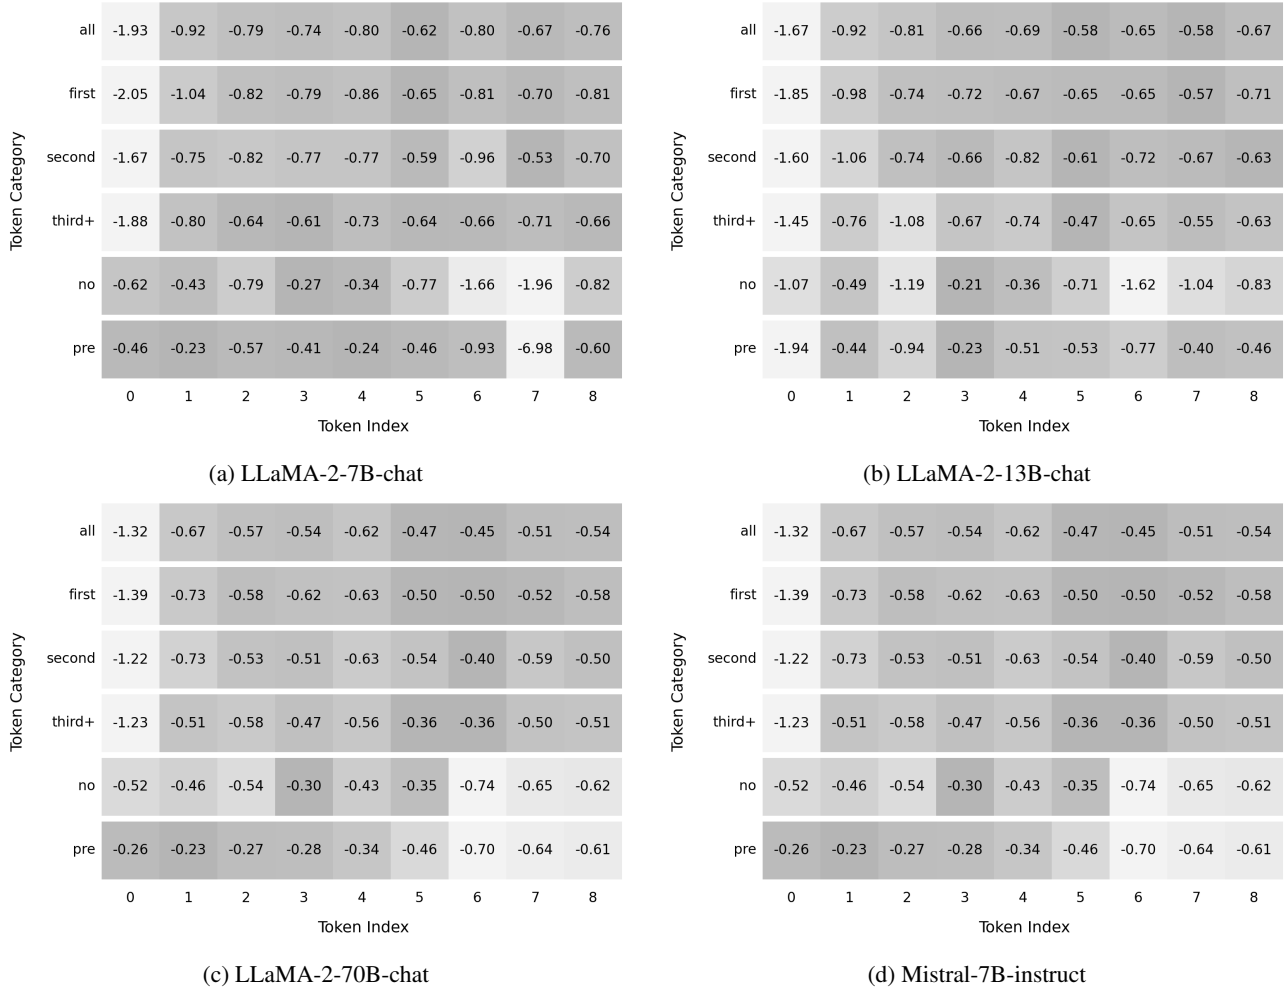 all -1.93 -0.92 -0.79 -0.74 -0.80 -0.62 -0.80 -0.67 -0.76
first -2.05 -1.04 -0.82 -0.79 -0.86 -0.65 -0.81 -0.70 -0.81
second -1.67 -0.75 -0.82 -0.77 -0.77 -0.59 -0.96 -0.53 -0.70
third+ -1.88 -0.80 -0.64 -0.61 -0.73 -0.64 -0.66 -0.71 -0.66
no -0.62 -0.43 -0.79 -0.27 -0.34 -0.77 -1.66 -1.96 -0.82
pre -0.46 -0.23 -0.57 -0.41 -0.24 -0.46 -0.93 -6.98 -0.60
0 1 2 3 4 5 6 7 8
Token Category
Token Index
(a) LLaMA-2-7B-chat
all -1.67 -0.92 -0.81 -0.66 -0.69 -0.58 -0.65 -0.58 -0.67
first -1.85 -0.98 -0.74 -0.72 -0.67 -0.65 -0.65 -0.57 -0.71
second -1.60 -1.06 -0.74 -0.66 -0.82 -0.61 -0.72 -0.67 -0.63
third+ -1.45 -0.76 -1.08 -0.67 -0.74 -0.47 -0.65 -0.55 -0.63
no -1.07 -0.49 -1.19 -0.21 -0.36 -0.71 -1.62 -1.04 -0.83
pre -1.94 -0.44 -0.94 -0.23 -0.51 -0.53 -0.77 -0.40 -0.46
0 1 2 3 4 5 6 7 8
Token Category
Token Index
(b) LLaMA-2-13B-chat
all -1.32 -0.67 -0.57 -0.54 -0.62 -0.47 -0.45 -0.51 -0.54
first -1.39 -0.73 -0.58 -0.62 -0.63 -0.50 -0.50 -0.52 -0.58
second -1.22 -0.73 -0.53 -0.51 -0.63 -0.54 -0.40 -0.59 -0.50
third+ -1.23 -0.51 -0.58 -0.47 -0.56 -0.36 -0.36 -0.50 -0.51
no -0.52 -0.46 -0.54 -0.30 -0.43 -0.35 -0.74 -0.65 -0.62
pre -0.26 -0.23 -0.27 -0.28 -0.34 -0.46 -0.70 -0.64 -0.61
0 1 2 3 4 5 6 7 8
Token Category
Token Index
(c) LLaMA-2-70B-chat
all -1.32 -0.67 -0.57 -0.54 -0.62 -0.47 -0.45 -0.51 -0.54
first -1.39 -0.73 -0.58 -0.62 -0.63 -0.50 -0.50 -0.52 -0.58
second -1.22 -0.73 -0.53 -0.51 -0.63 -0.54 -0.40 -0.59 -0.50
third+ -1.23 -0.51 -0.58 -0.47 -0.56 -0.36 -0.36 -0.50 -0.51
no -0.52 -0.46 -0.54 -0.30 -0.43 -0.35 -0.74 -0.65 -0.62
pre -0.26 -0.23 -0.27 -0.28 -0.34 -0.46 -0.70 -0.64 -0.61
0 1 2 3 4 5 6 7 8
Token Category
Token Index
(d) Mistral-7B-instruct